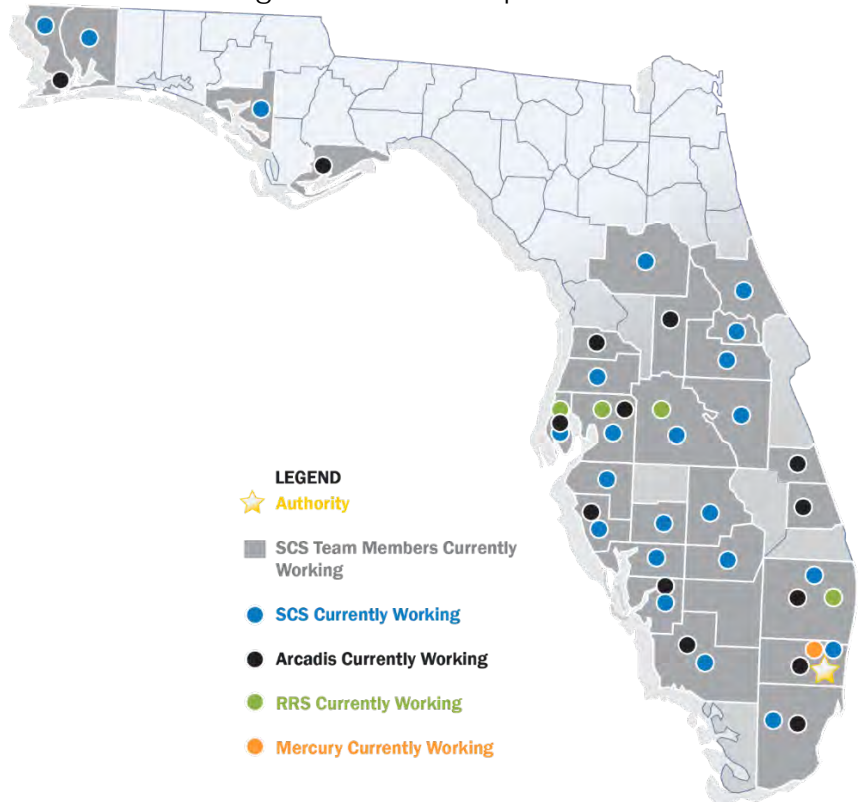 LEGEND
Authority
SCS Team Members Currently
Working
SCS Currently Working
Arcadis Currently Working
RRS Currently Working
Mercury Currently Working